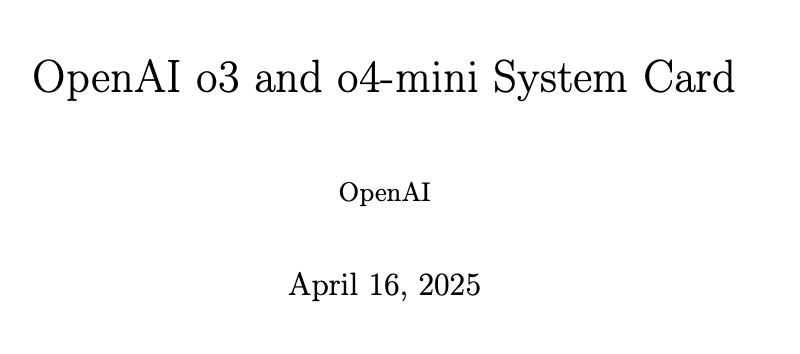 OpenAI o3 and o4-mini System Card
OpenAI
April 16, 2025